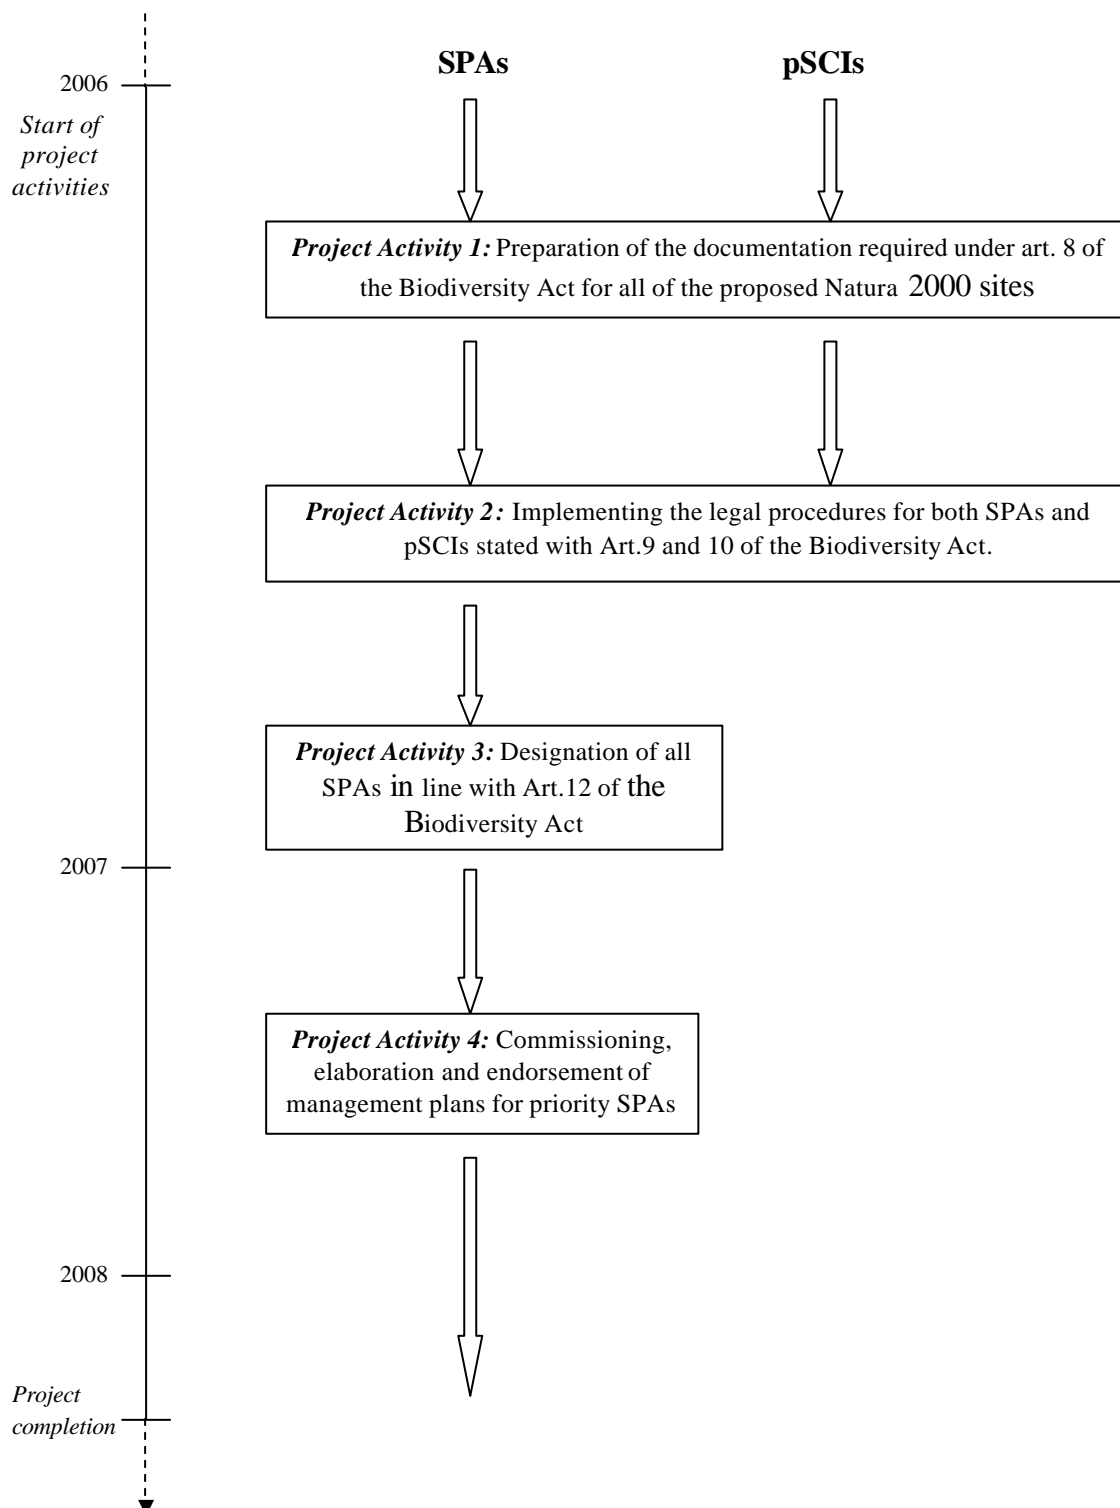 SPAs
pSCIs
2006
Start of
project
activities
Project Activity 1: Preparation of the documentation required under art. 8 of
the Biodiversity Act for all of the proposed Natura 2000 sites
Project Activity 2: Implementing the legal procedures for both SPAs and
pSCIs stated with Art.9 and 10 of the Biodiversity Act.
Project Activity 3: Designation of all
SPAs in line with Art.12 of the
Biodiversity Act
2007
Project Activity 4: Commissioning,
elaboration and endorsement of
management plans for priority SPAs
2008
Project
completion